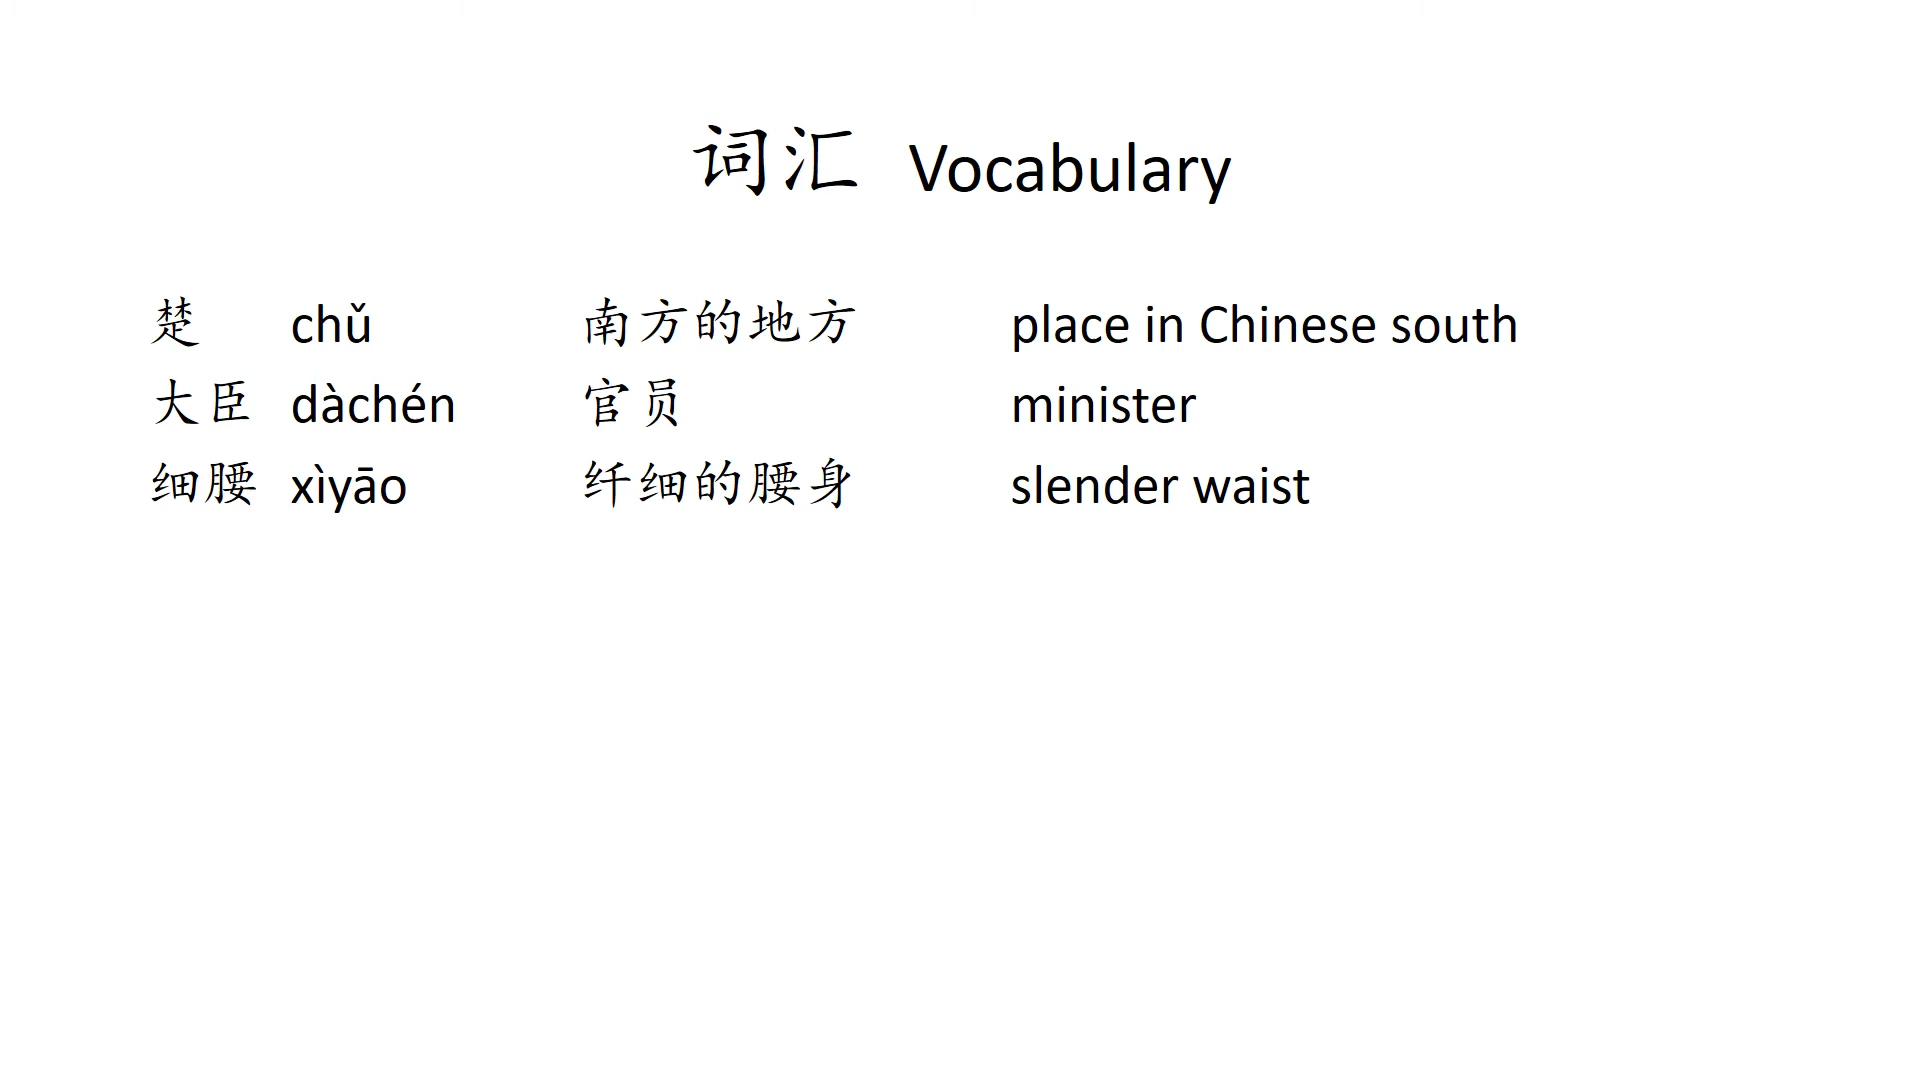 词汇 Vocabulary
楚 chǔ 南方的地方 place in Chinese south
大臣 dàchén 官员 minister
细腰 xìyāo 纤细的腰身 slender waist